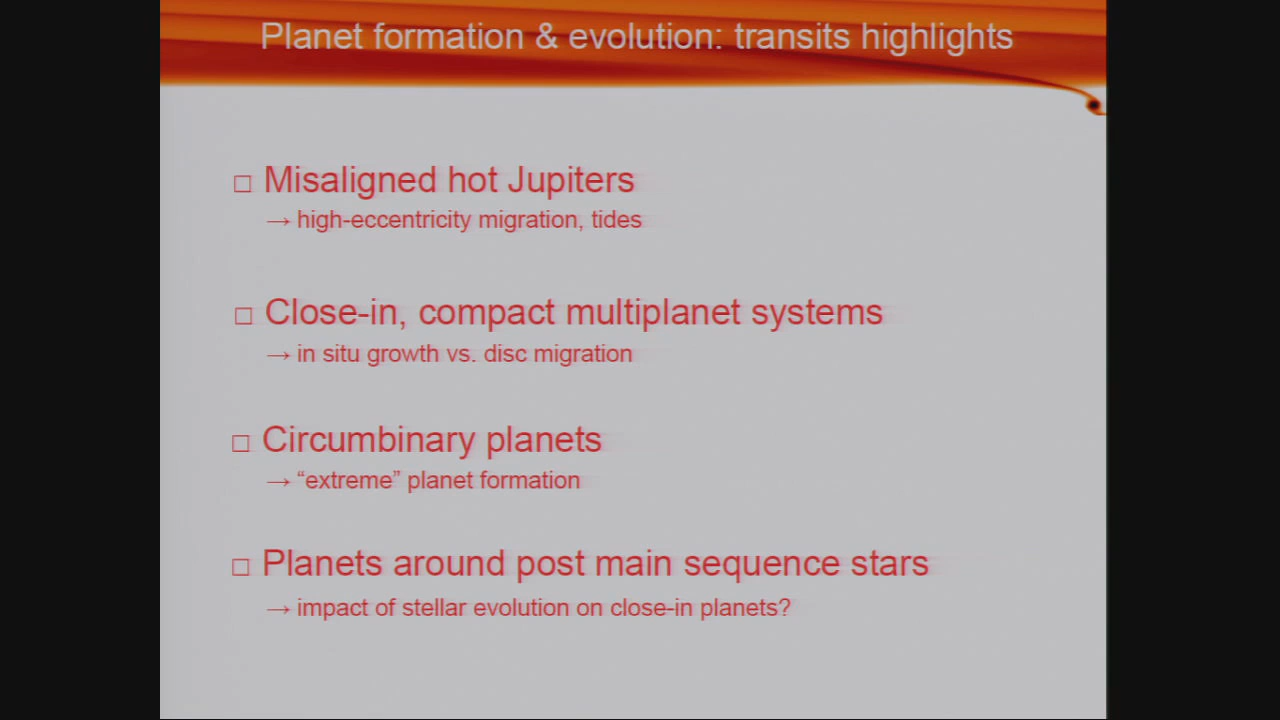 Planet formation & evolution: transits highlights
□ Misaligned hot Jupiters
→ high-eccentricity migration, tides
□ Close-in, compact multiplanet systems
→ in situ growth vs. disc migration
□ Circumbinary planets
→ “extreme” planet formation
□ Planets around post main sequence stars
→ impact of stellar evolution on close-in planets?